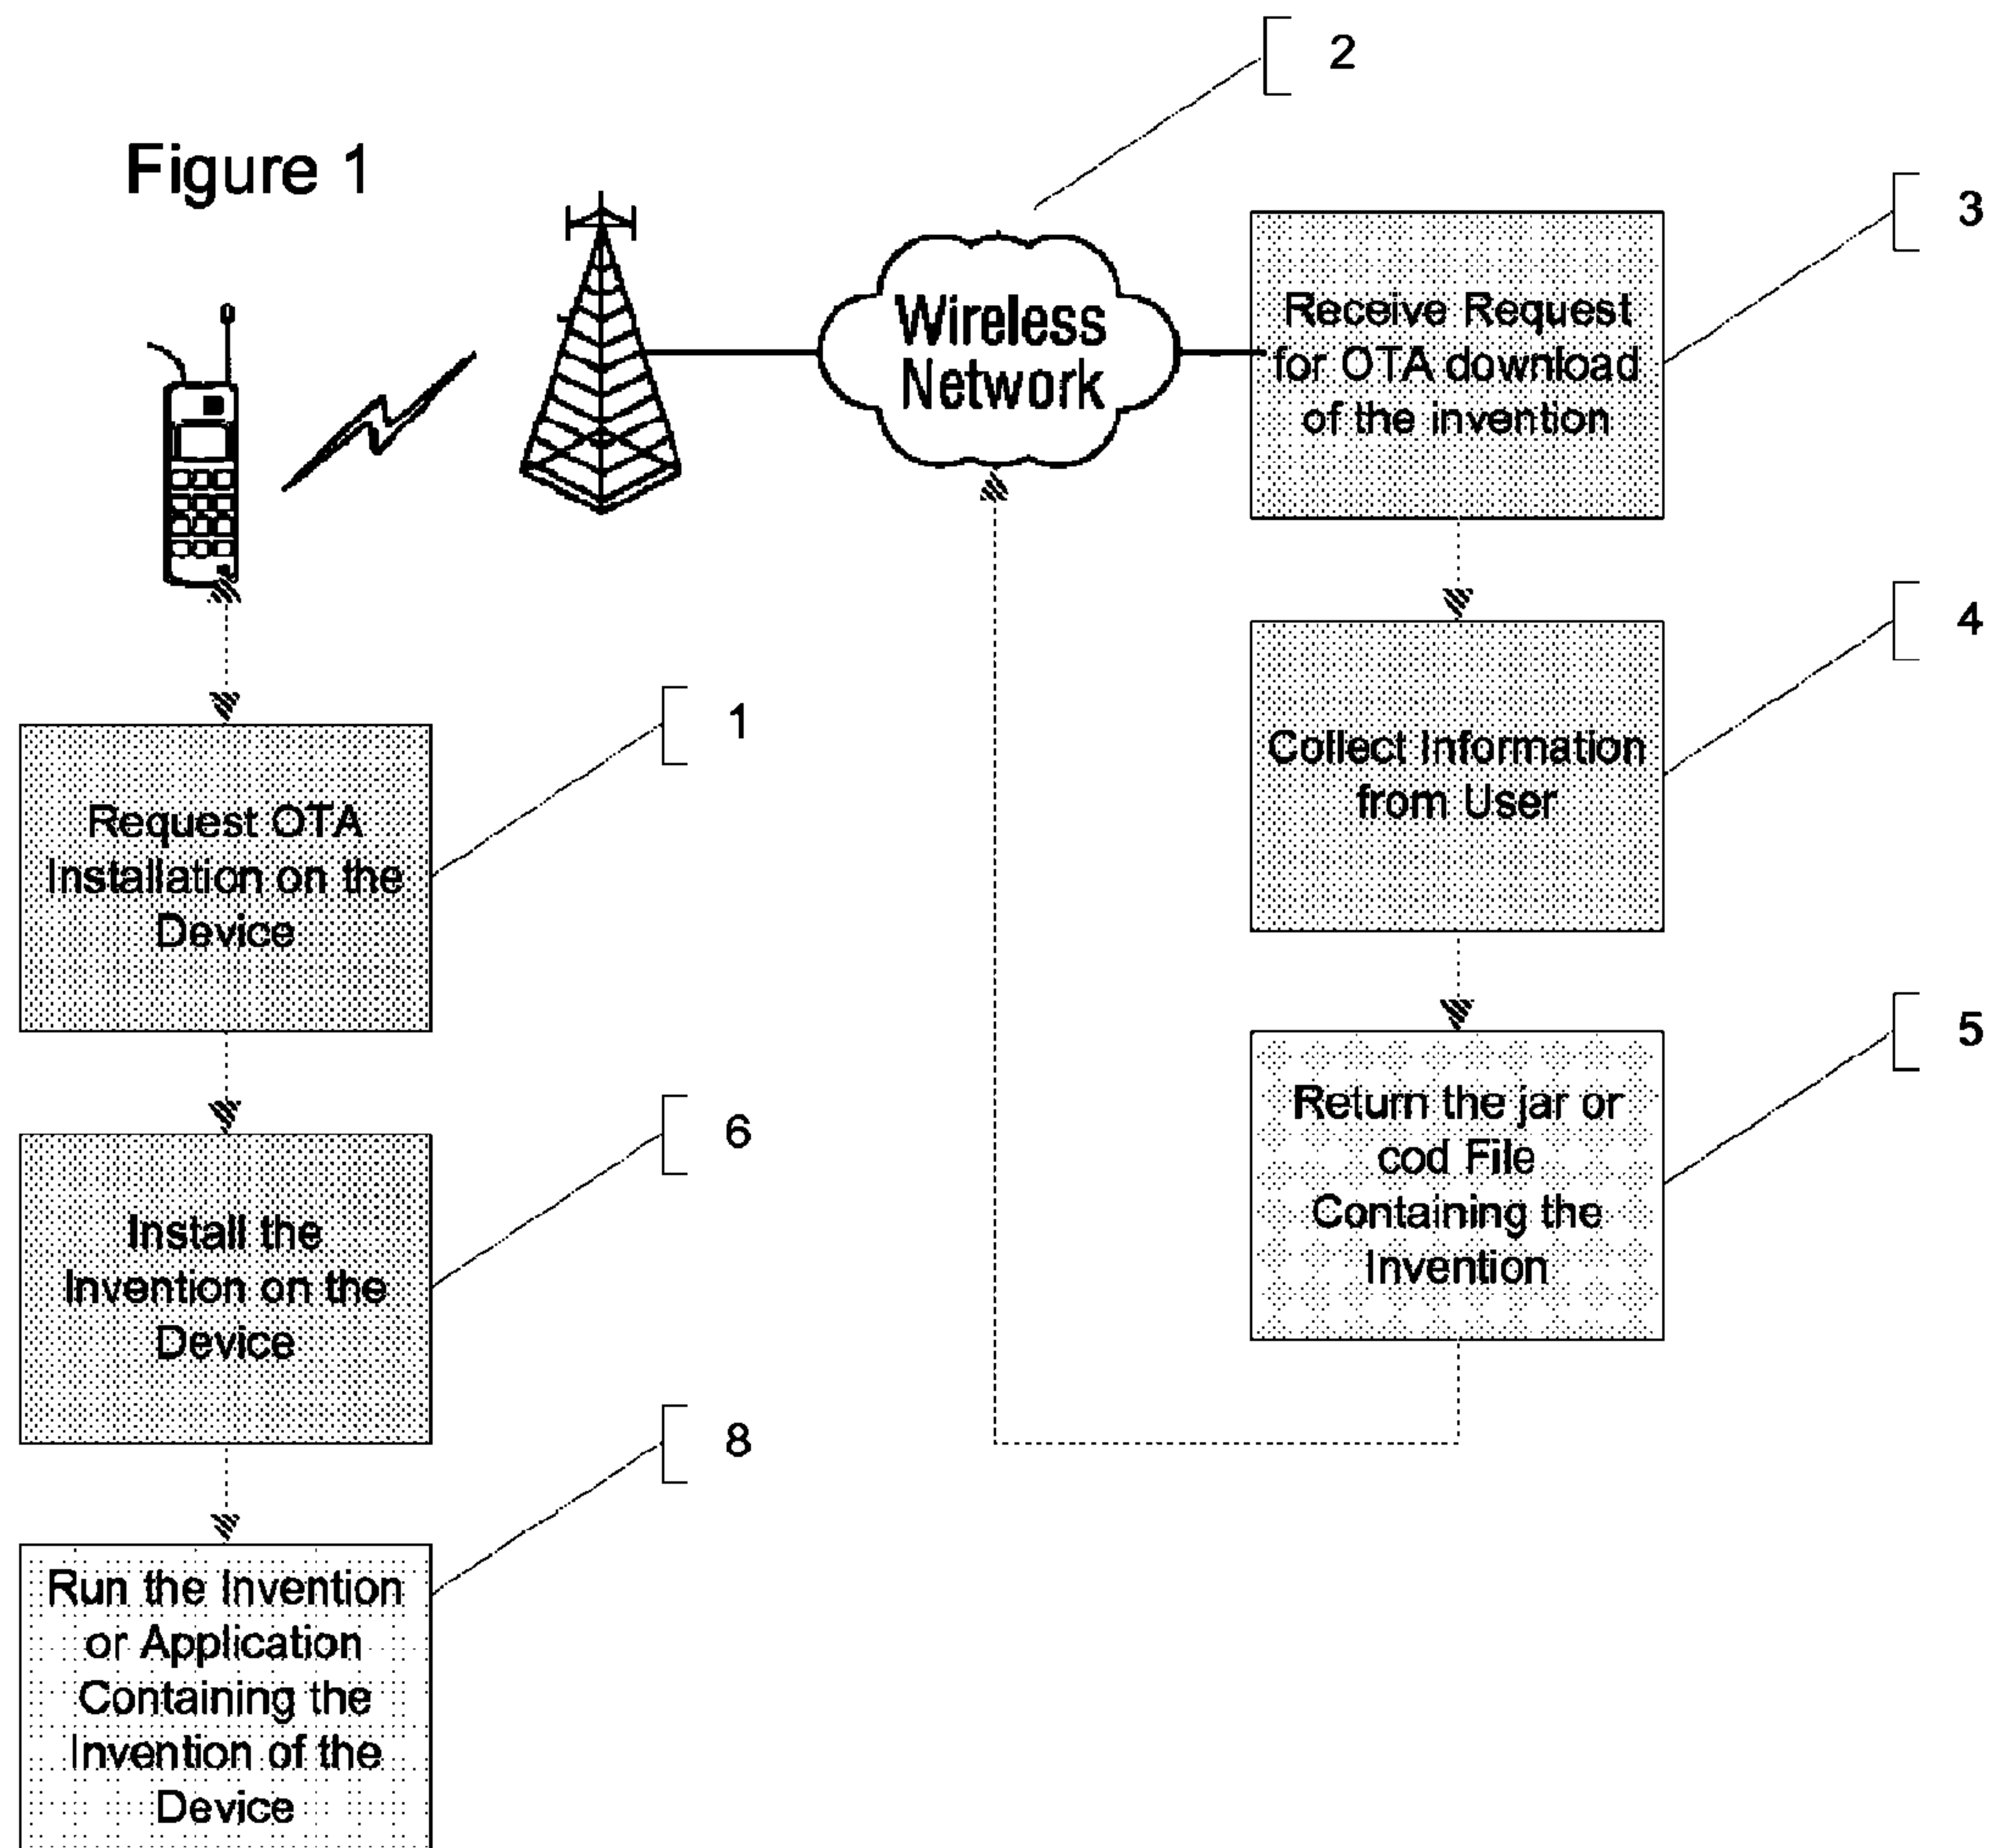 Figure 1
2
Wireless
Network
3
Receive Request
for OTA download
of the invention
4
Collect Information
from User
1
Request OTA
Installation on the
Device
5
Return the jar or
cod File
Containing the
Invention
6
Install the
Invention on the
Device
8
Run the Invention
or Application
Containing the
Invention of the
Device